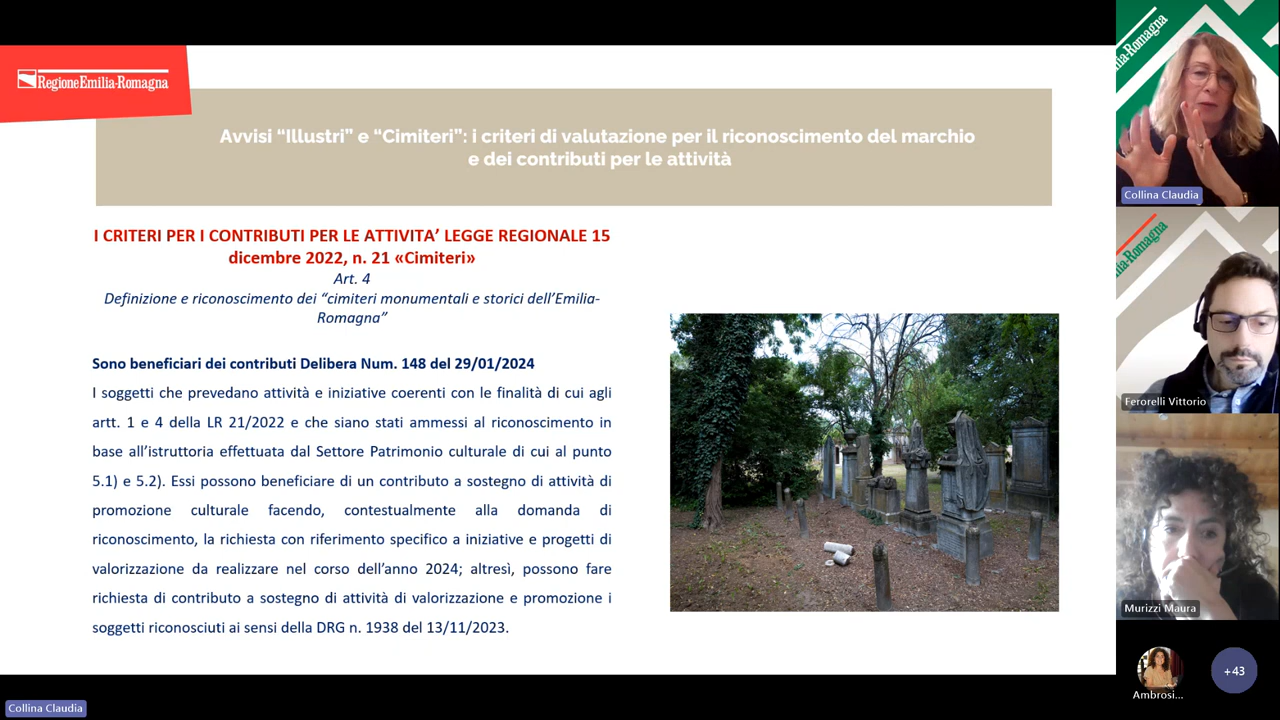 RegioneEmilia-Romagna
Avvisi “Illustri” e “Cimiteri”: i criteri di valutazione per il riconoscimento del marchio
e dei contributi per le attività
I CRITERI PER I CONTRIBUTI PER LE ATTIVITA’ LEGGE REGIONALE 15
dicembre 2022, n. 21 «Cimiteri»
Art. 4
Definizione e riconoscimento dei “cimiteri monumentali e storici dell’Emilia-
Romagna”
Sono beneficiari dei contributi Delibera Num. 148 del 29/01/2024
I soggetti che prevedano attività e iniziative coerenti con le finalità di cui agli
artt. 1 e 4 della LR 21/2022 e che siano stati ammessi al riconoscimento in
base all’istruttoria effettuata dal Settore Patrimonio culturale di cui al punto
5.1) e 5.2). Essi possono beneficiare di un contributo a sostegno di attività di
promozione culturale facendo, contestualmente alla domanda di
riconoscimento, la richiesta con riferimento specifico a iniziative e progetti di
valorizzazione da realizzare nel corso dell’anno 2024; altresì, possono fare
richiesta di contributo a sostegno di attività di valorizzazione e promozione i
soggetti riconosciuti ai sensi della DRG n. 1938 del 13/11/2023.
ilia-Romagna
Collina Claudia
ilia-Romagna
Ferorelli Vittorio
Murizzi Maura
Ambrosi...
+43
Collina Claudia